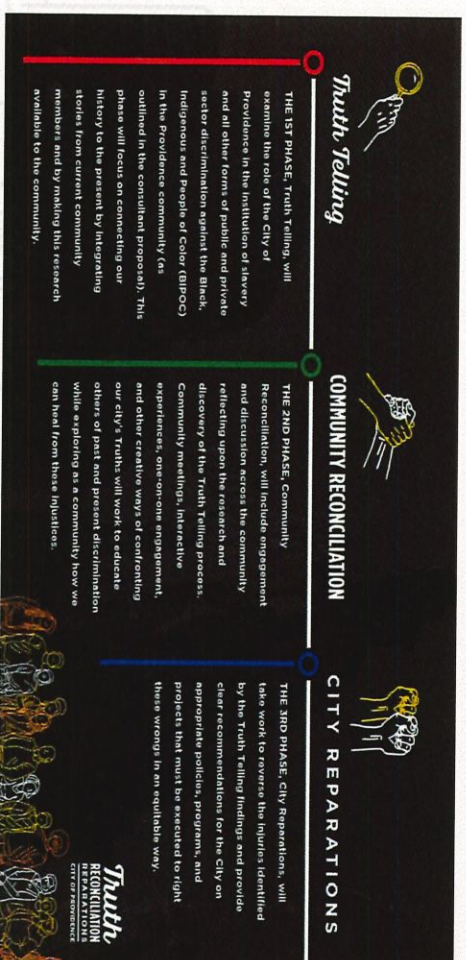 Truth Telling
THE 1ST PHASE, Truth Telling, will
examine the role of the City of
Providence in the institution of slavery
and all other forms of public and private
sector discrimination against the Black,
Indigenous and People of Color (BIPOC)
in the Providence community (as
outlined in the consultant proposal). This
phase will focus on connecting our
history to the present by integrating
stories from current community
members and by making this research
available to the community.
COMMUNITY RECONCILIATION
THE 2ND PHASE, Community
Reconciliation, will include engagement
and discussion across the community
reflecting upon the research and
discovery of the Truth Telling process.
Community meetings, interactive
experiences, one-on-one engagement,
and other creative ways of confronting
our city's Truths will work to educate
others of past and present discrimination
while exploring as a community how we
can heal from these injustices.
CITY REPARATIONS
THE 3RD PHASE, City Reparations, will
take work to reverse the injuries identified
by the Truth Telling findings and provide
clear recommendations for the City on
appropriate policies, programs, and
projects that must be executed to right
these wrongs in an equitable way.
Truth
RECONCILIATION
REPARATIONS
CITY OF PROVIDENCE